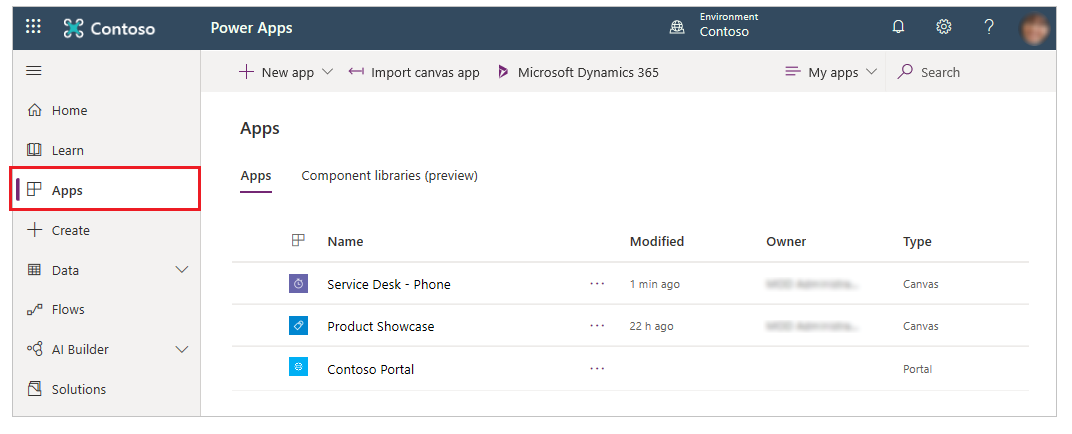 Contoso
Power Apps
Environment
Contoso
?
New app
Import canvas app
Microsoft Dynamics 365
My apps
Search
Home
Learn
Apps
Create
Data
Flows
AI Builder
Solutions
Apps
Apps
Component libraries (preview)
Name
Modified
Owner
Type
Service Desk - Phone
...
1 min ago
Canvas
Product Showcase
...
22 h ago
Canvas
Contoso Portal
...
Portal